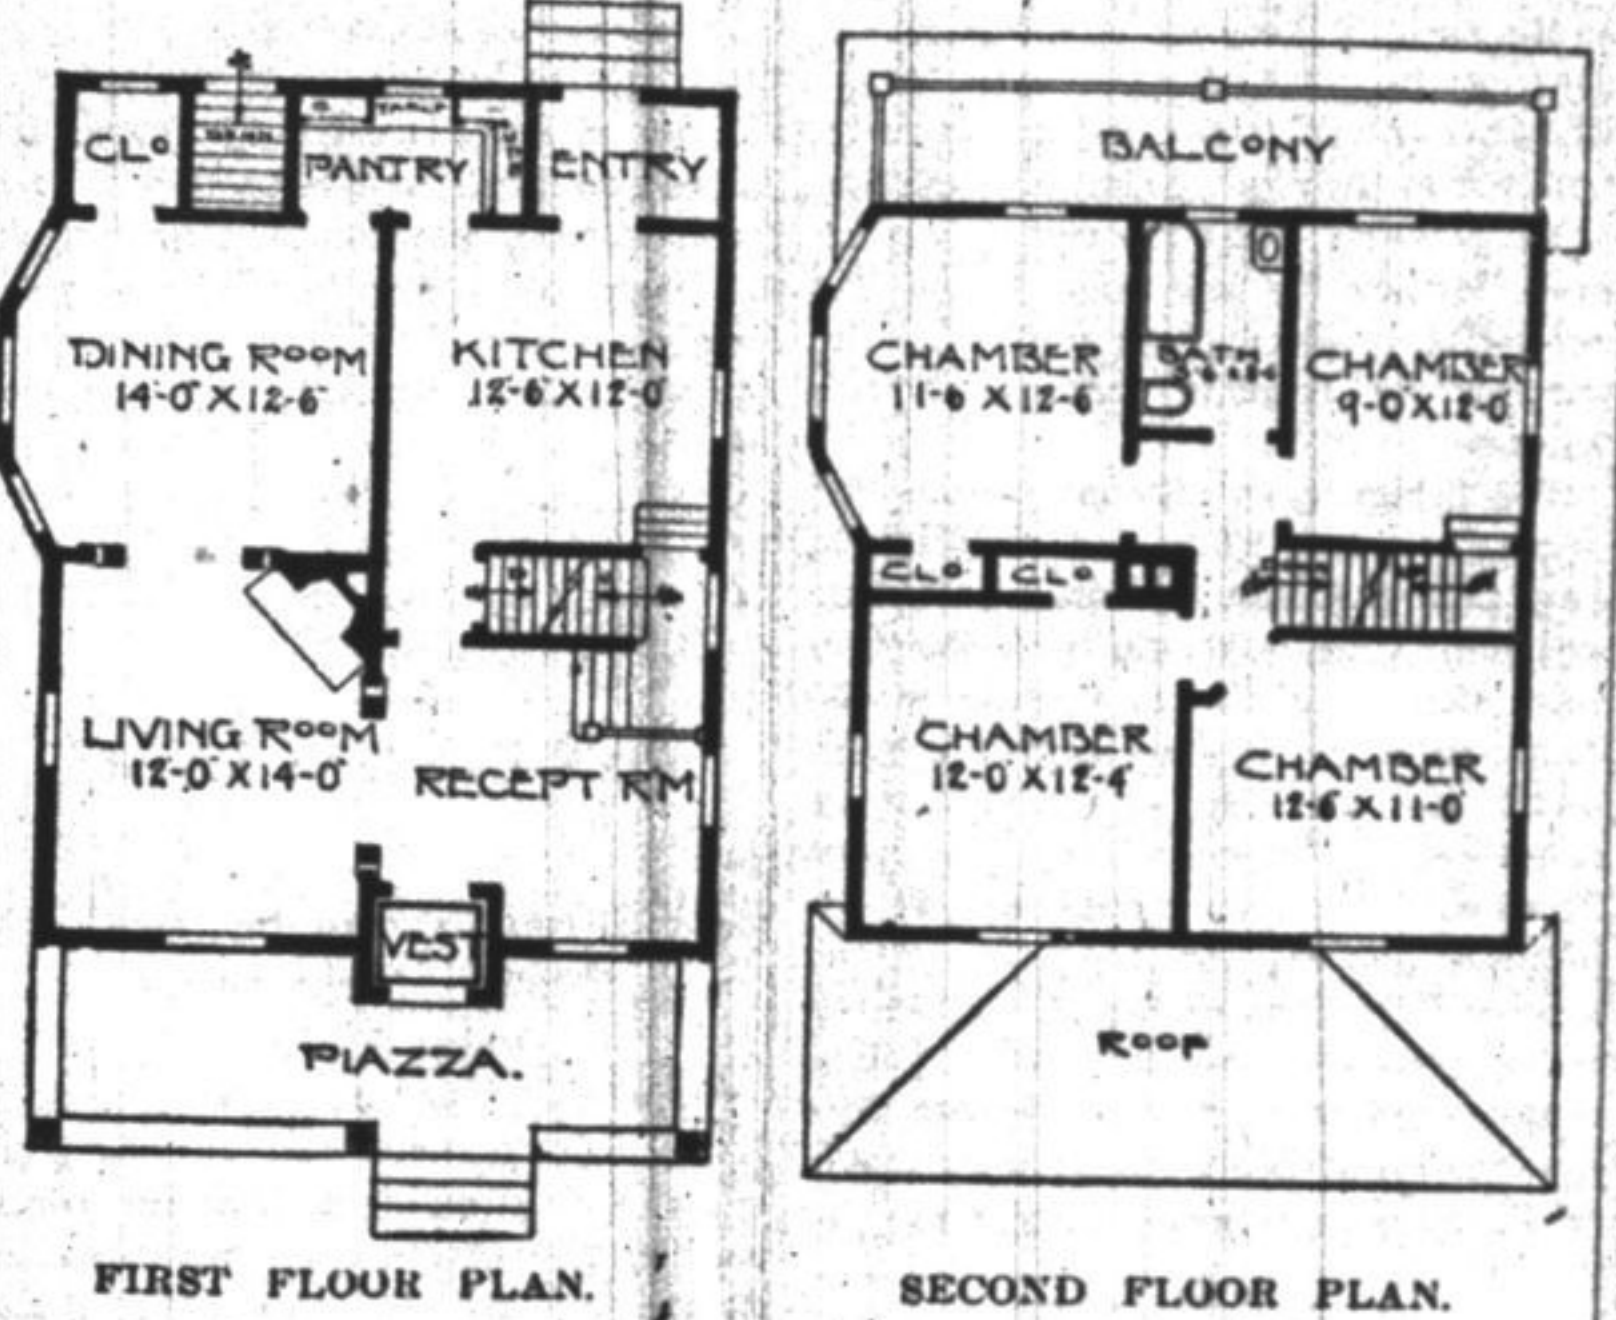 CLO
PANTRY
TABLE
ENTRY
DINING ROOM
14-0 X 12-6
KITCHEN
12-6 X 12-0
LIVING ROOM
12-0 X 14-0
RECEPT R'M
VEST
PIAZZA.
FIRST FLOOR PLAN.
BALCONY
CHAMBER
11-6 X 12-6
BATH
CHAMBER
9-0 X 12-0
CLO
CLO
CHAMBER
12-0 X 12-4
CHAMBER
12-6 X 11-0
ROOF
SECOND FLOOR PLAN.